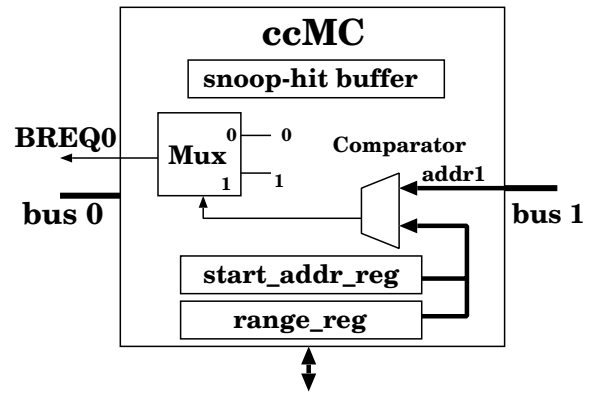 ccMC
snoop-hit buffer
BREQ0
Mux
0
0
1
1
Comparator
addr1
bus 0
bus 1
start_addr_reg
range_reg